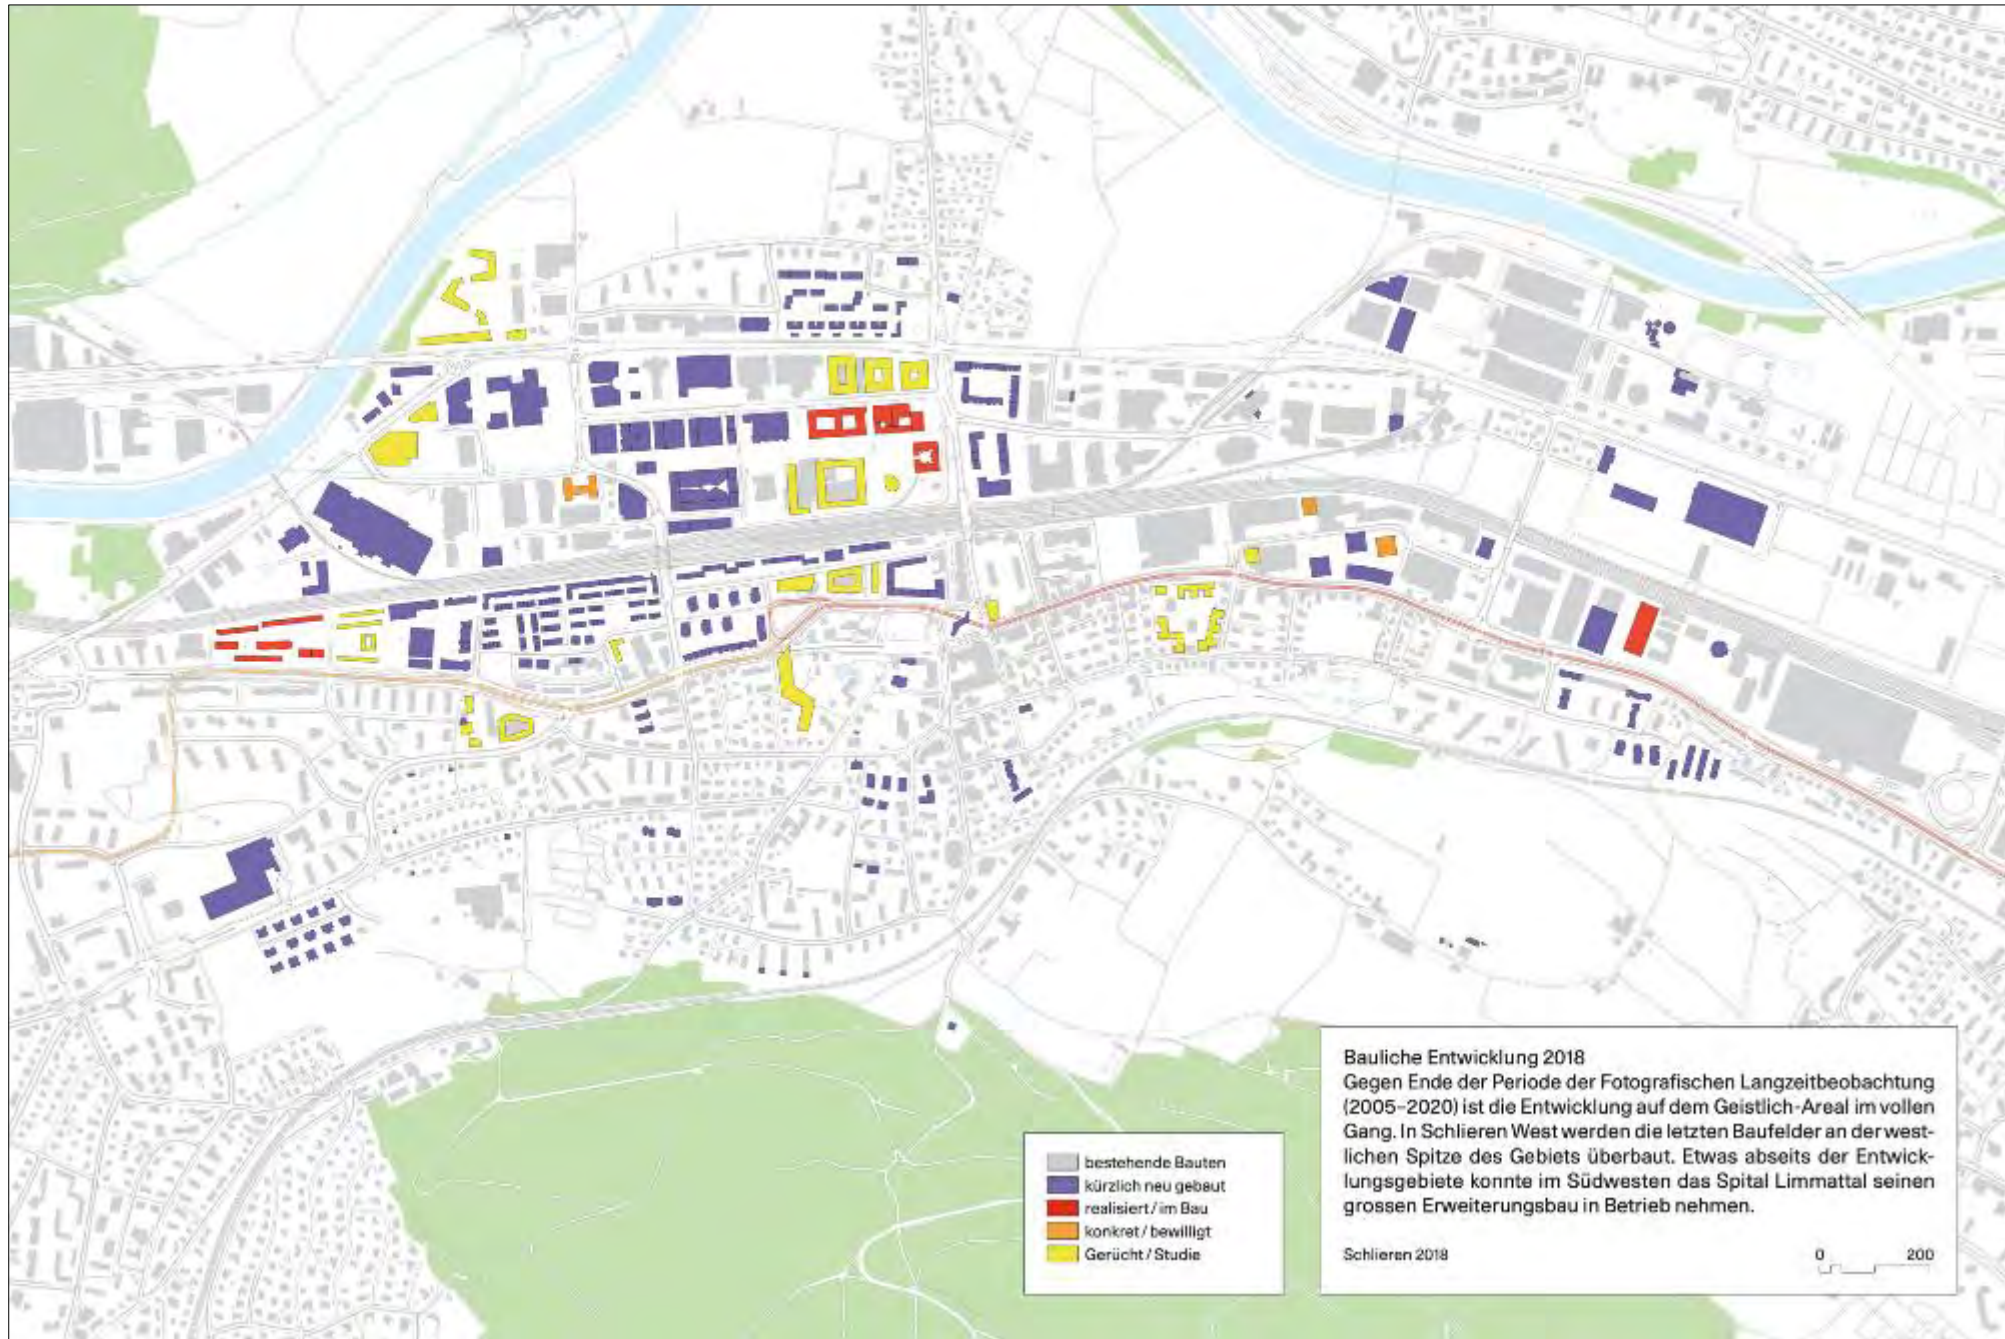 Bauliche Entwicklung 2018
Gegen Ende der Periode der Fotografischen Langzeitbeobachtung
(2005–2020) ist die Entwicklung auf dem Geistlich-Areal im vollen
Gang. In Schlieren West werden die letzten Baufelder an der west-
lichen Spitze des Gebiets überbaut. Etwas abseits der Entwick-
lungsgebiete konnte im Südwesten das Spital Limmattal seinen
grossen Erweiterungsbau in Betrieb nehmen.
Schlieren 2018
0 200
bestehende Bauten
kürzlich neu gebaut
realisiert / im Bau
konkret / bewilligt
Gerücht / Studie